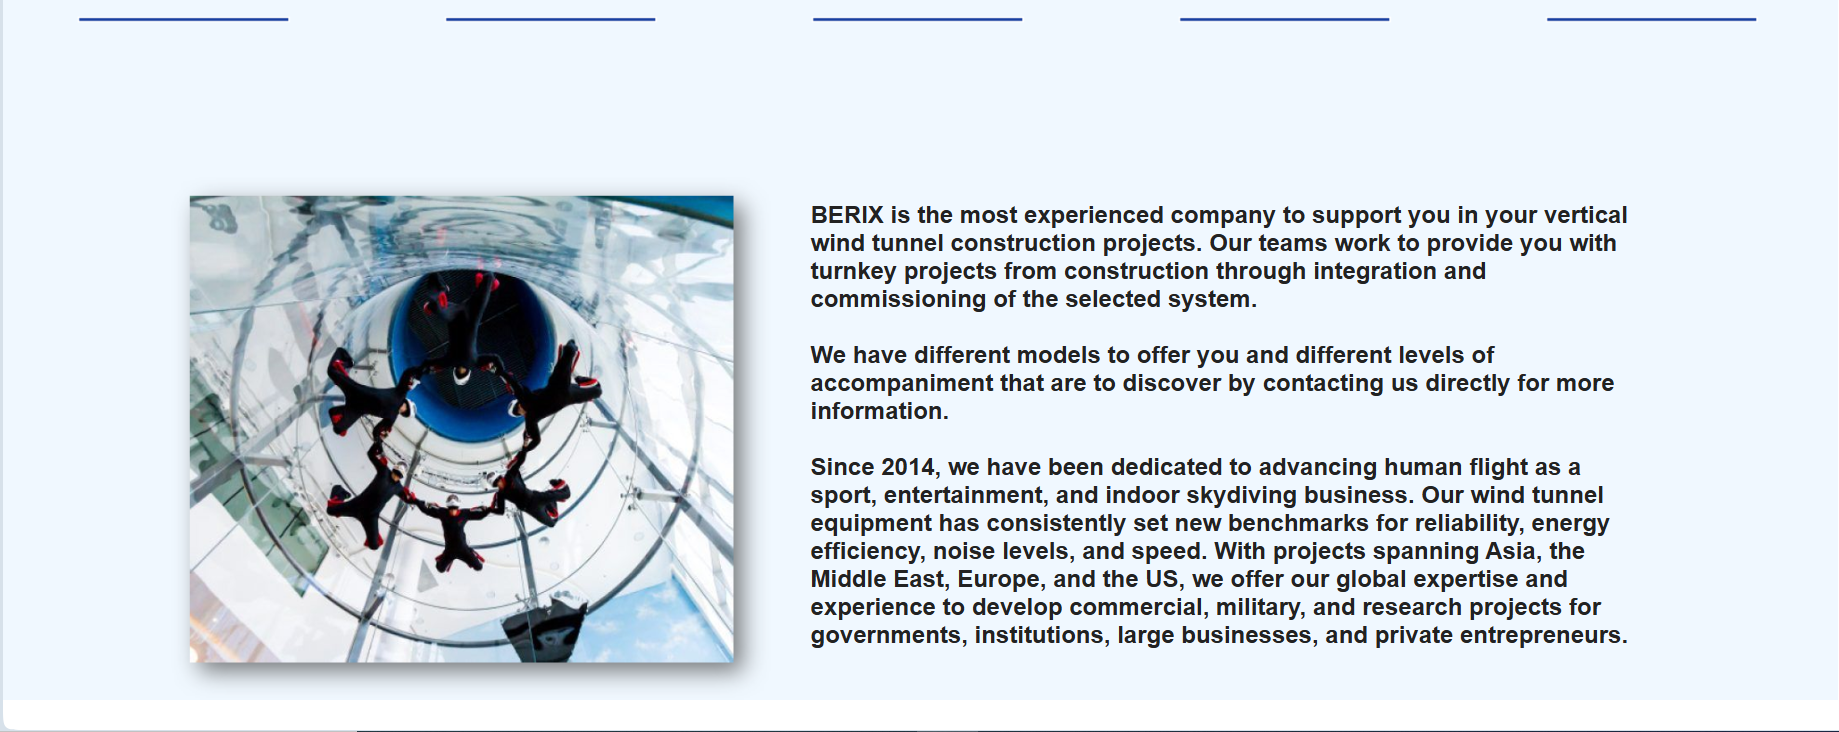 BERIX is the most experienced company to support you in your vertical
wind tunnel construction projects. Our teams work to provide you with
turnkey projects from construction through integration and
commissioning of the selected system.
We have different models to offer you and different levels of
accompaniment that are to discover by contacting us directly for more
information.
Since 2014, we have been dedicated to advancing human flight as a
sport, entertainment, and indoor skydiving business. Our wind tunnel
equipment has consistently set new benchmarks for reliability, energy
efficiency, noise levels, and speed. With projects spanning Asia, the
Middle East, Europe, and the US, we offer our global expertise and
experience to develop commercial, military, and research projects for
governments, institutions, large businesses, and private entrepreneurs.